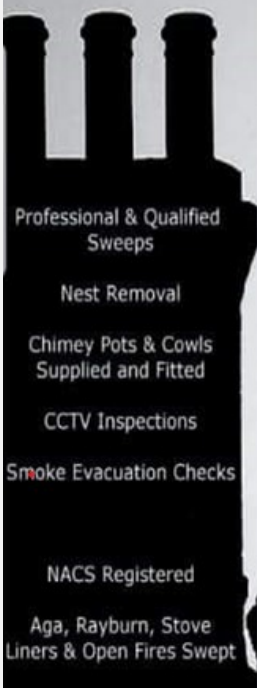 Professional & Qualified
Sweeps
Nest Removal
Chimey Pots & Cowls
Supplied and Fitted
CCTV Inspections
Smoke Evacuation Checks
NACS Registered
Aga, Rayburn, Stove
Liners & Open Fires Swept